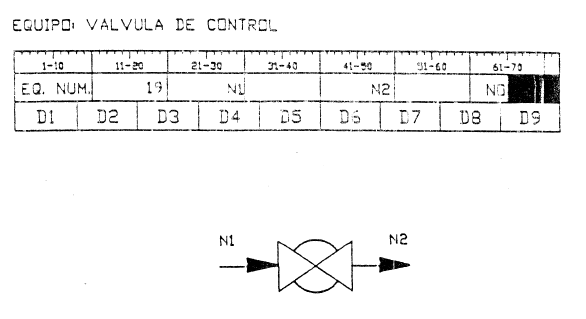 EQUIPO: VALVULA DE CONTROL
1-10 11-20 21-30 31-40 41-50 51-60 61-70
EQ. NUM. 19 N1 N2 NG
D1 D2 D3 D4 D5 D6 D7 D8 D9
N1 N2